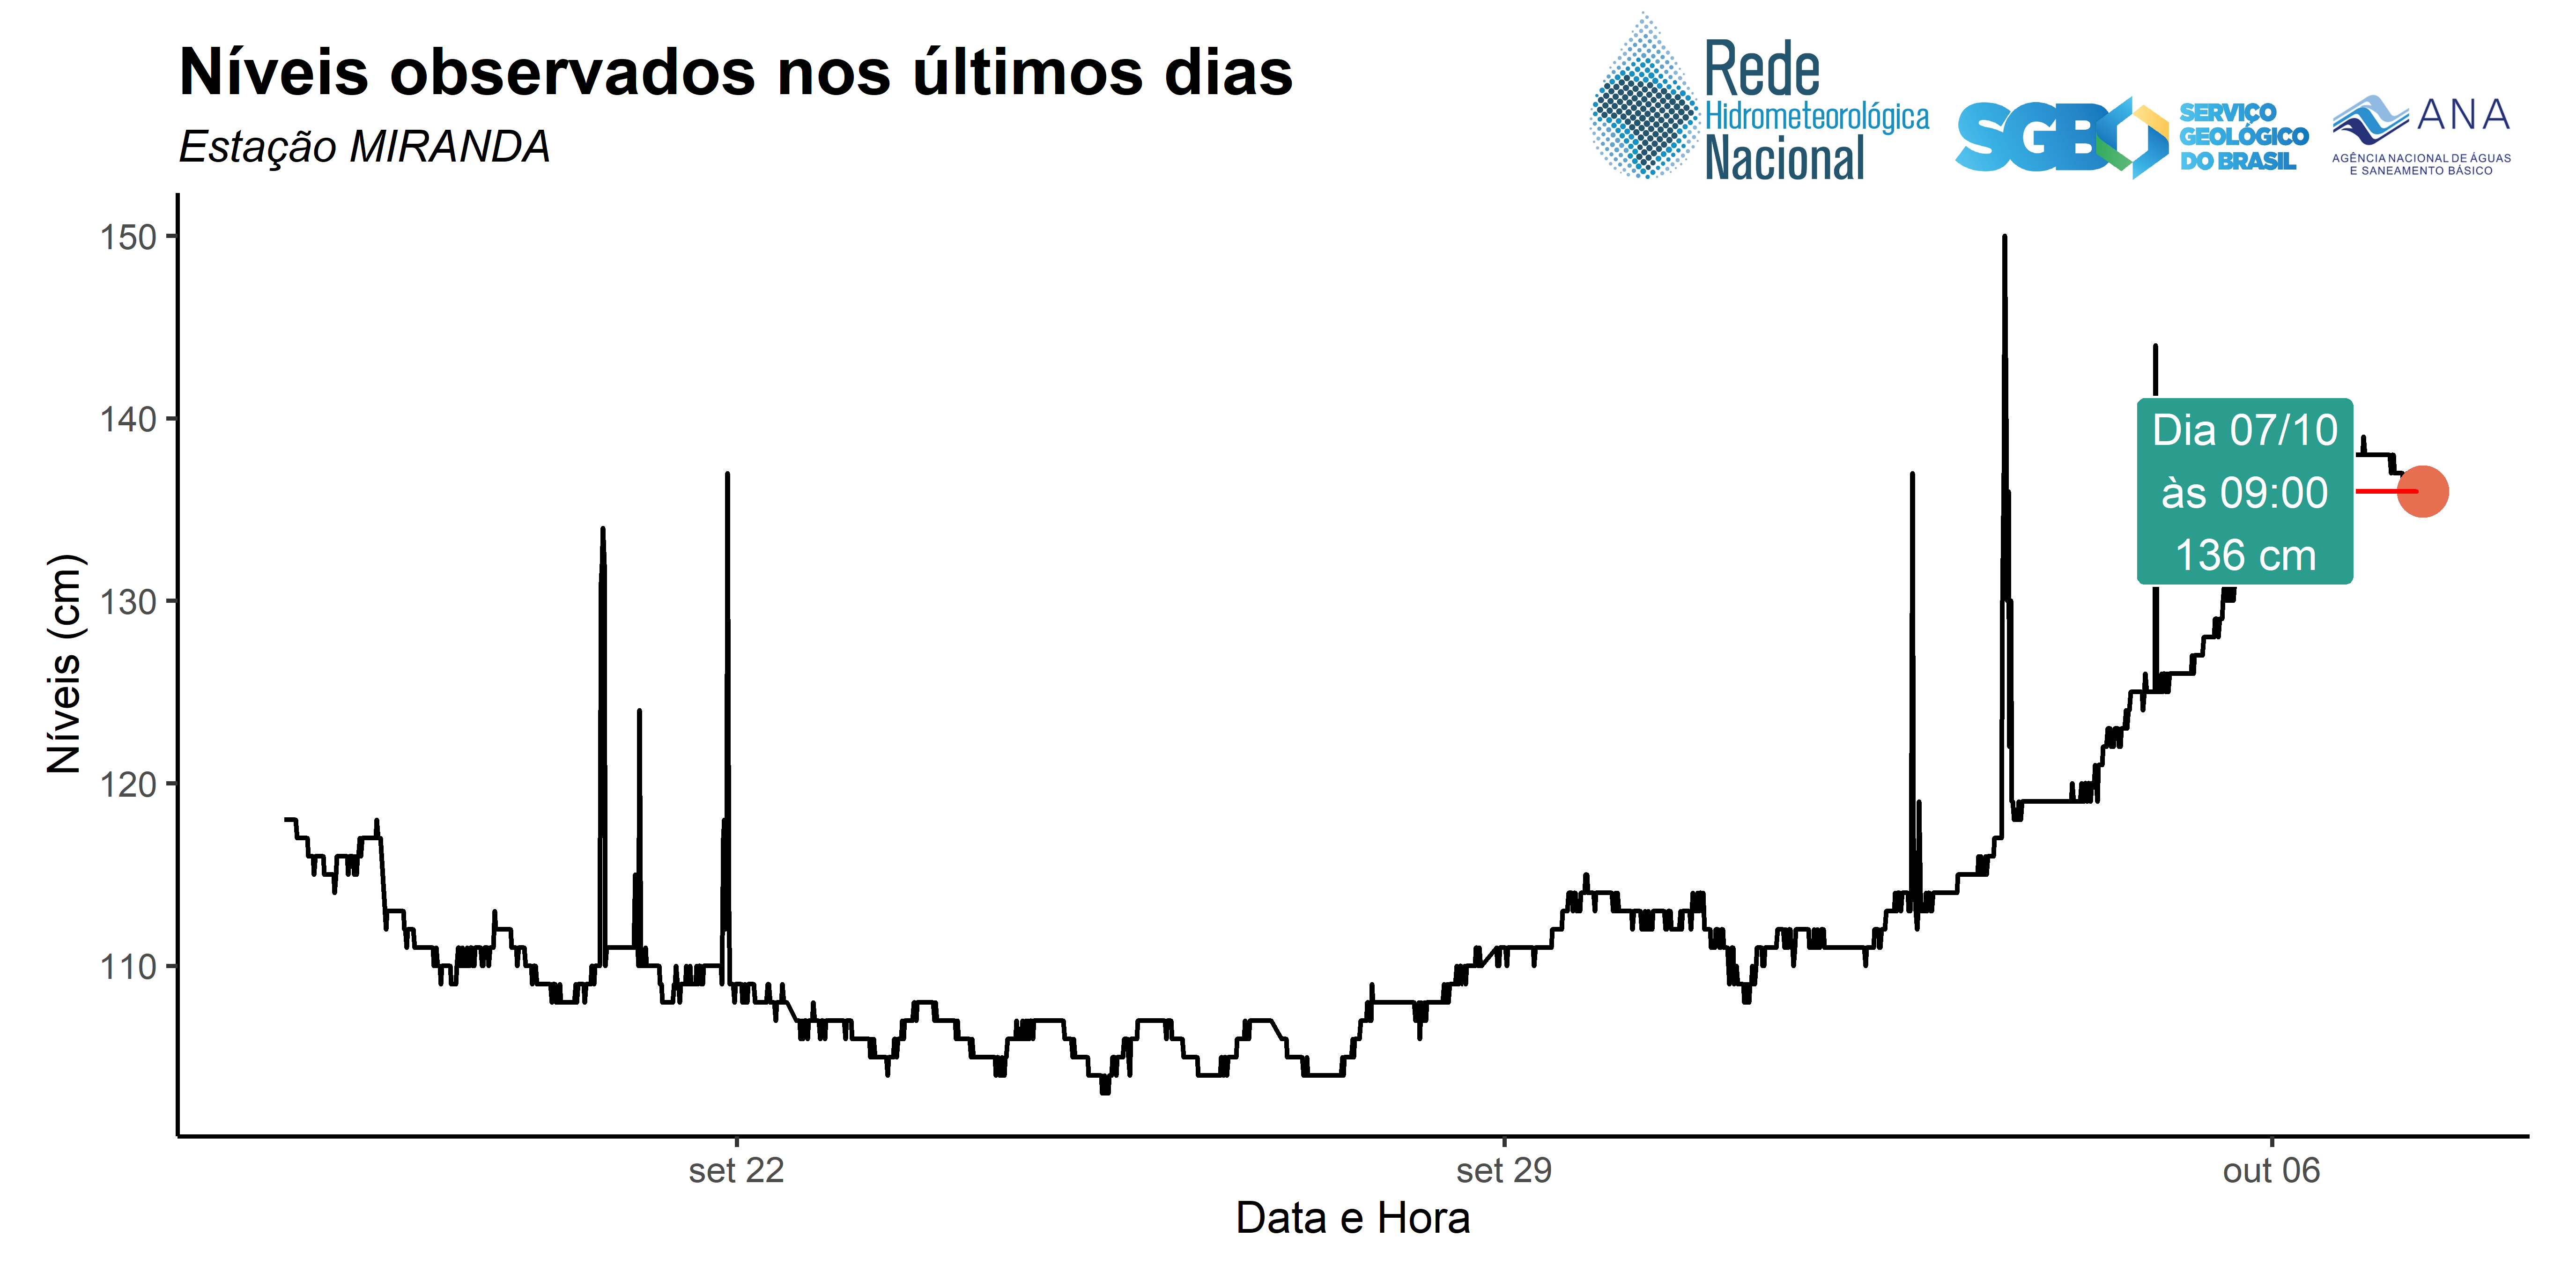 Níveis observados nos últimos dias
Estação MIRANDA
Rede
Hidrometeorológica
Nacional
SGB
SERVIÇO
GEOLÓGICO
DO BRASIL
ANA
AGÊNCIA NACIONAL DE ÁGUAS
E SANEAMENTO BÁSICO
150
140
130
120
110
Níveis (cm)
Dia 07/10
às 09:00
136 cm
set 22
set 29
out 06
Data e Hora